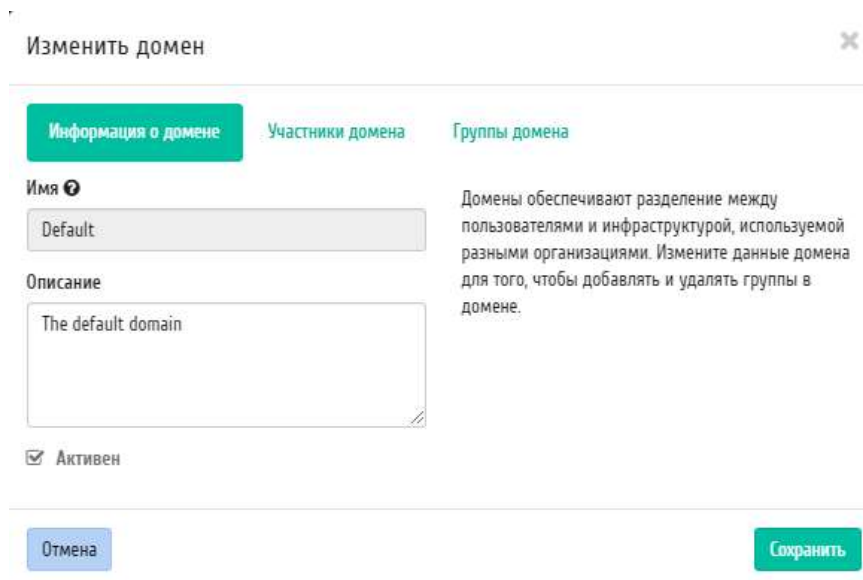 Изменить домен
Информация о домене
Участники домена
Группы домена
Имя
Default
Описание
The default domain
Активен
Домены обеспечивают разделение между
пользователями и инфраструктурой, используемой
разными организациями. Измените данные домена
для того, чтобы добавлять и удалять группы в
домене.
Отмена
Сохранить